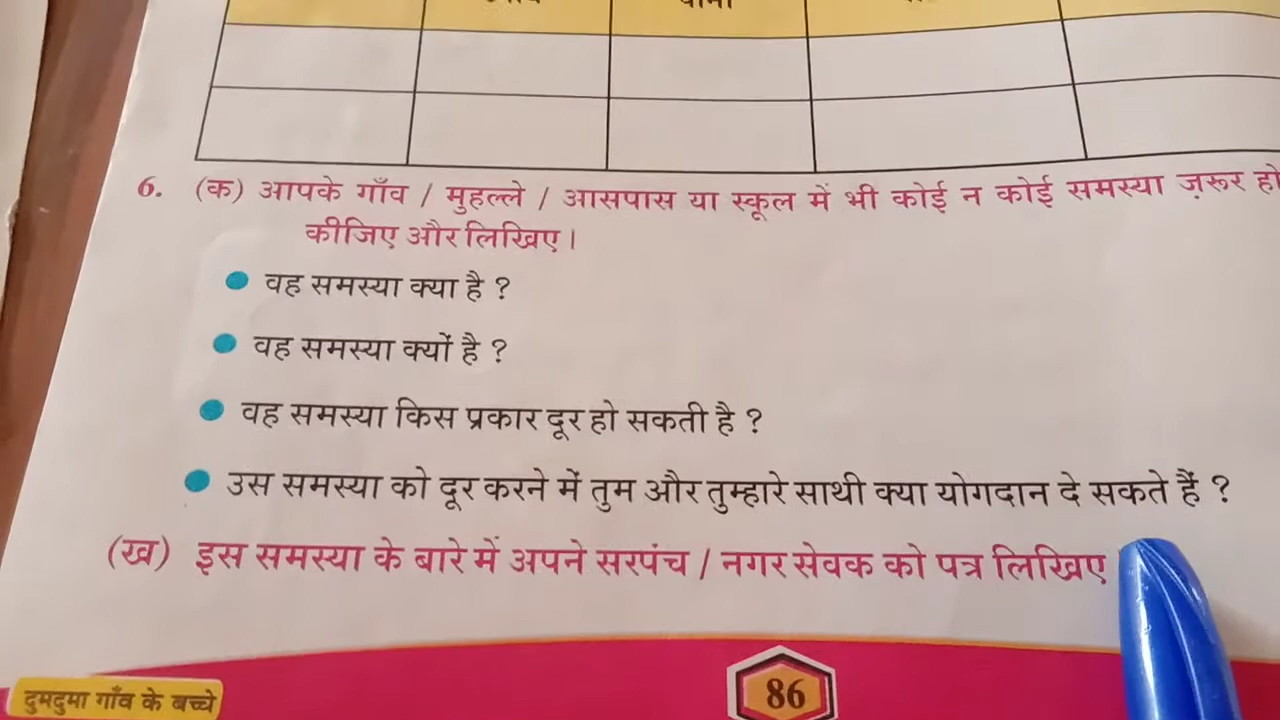 6. (क) आपके गाँव / मुहल्ले / आसपास या स्कूल में भी कोई न कोई समस्या ज़रूर
कीजिए और लिखिए।
● वह समस्या क्या है ?
● वह समस्या क्यों है ?
● वह समस्या किस प्रकार दूर हो सकती है ?
● उस समस्या को दूर करने में तुम और तुम्हारे साथी क्या योगदान दे सकते हैं ?
(ख) इस समस्या के बारे में अपने सरपंच / नगर सेवक को पत्र लिखिए
दुमदुमा गाँव के बच्चे
86